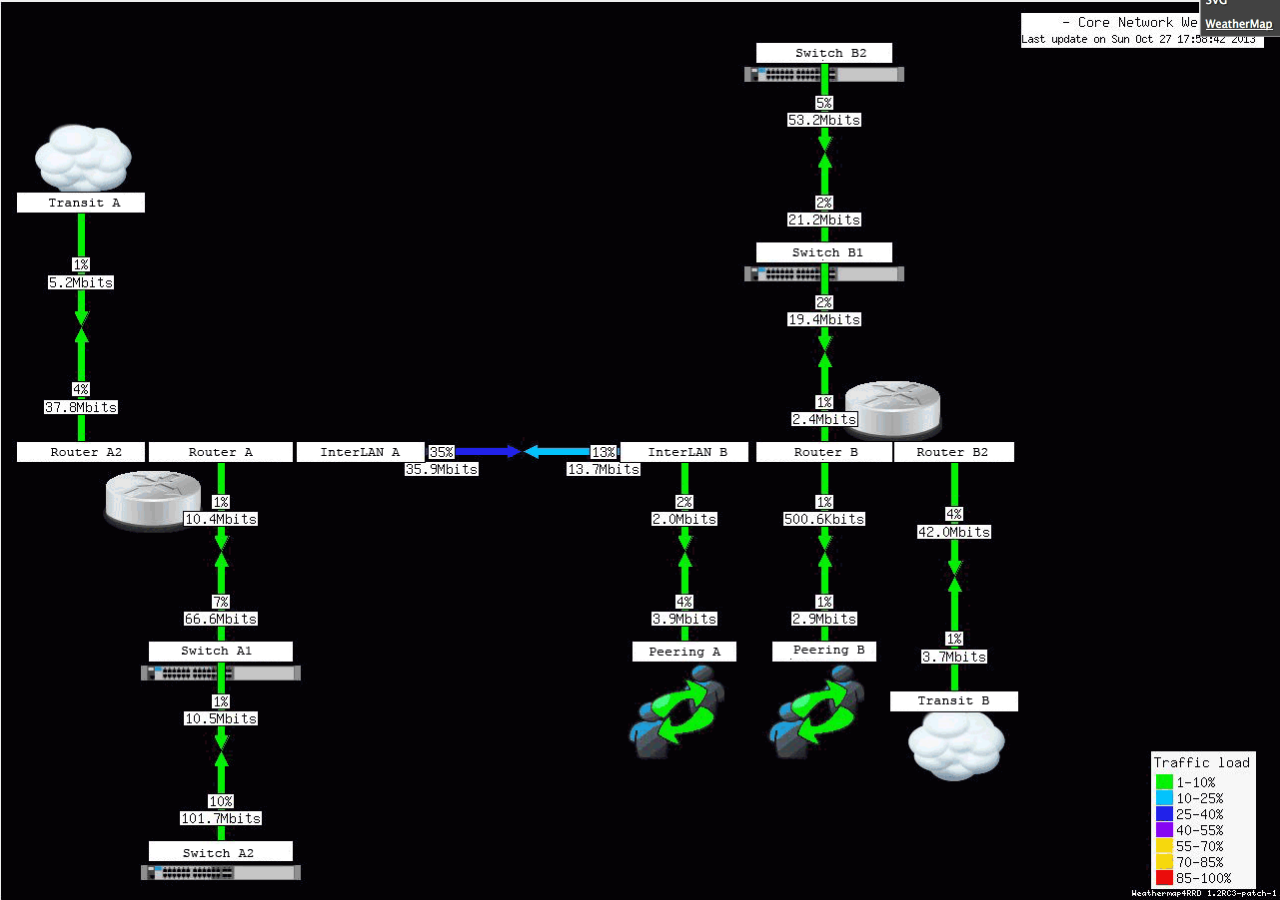 SVG
WeatherMap
- Core Network We
Last update on Sun Oct 27 17:58:42 2013
Switch B2
5%
53.2Mbits
2%
21.2Mbits
Switch B1
2%
19.4Mbits
1%
2.4Mbits
Transit A
1%
5.2Mbits
4%
37.8Mbits
Router A2 Router A InterLAN A 35% 13% InterLAN B Router B Router B2
35.9Mbits 13.7Mbits
1%
10.4Mbits
7%
66.6Mbits
Switch A1
1%
10.5Mbits
10%
101.7Mbits
Switch A2
2%
2.0Mbits
4%
3.9Mbits
Peering A
1%
500.6Kbits
1%
2.9Mbits
Peering B
4%
42.0Mbits
1%
3.7Mbits
Transit B
Traffic load
1-10%
10-25%
25-40%
40-55%
55-70%
70-85%
85-100%
Weathermap4RRD 1.2RC3-patch-1